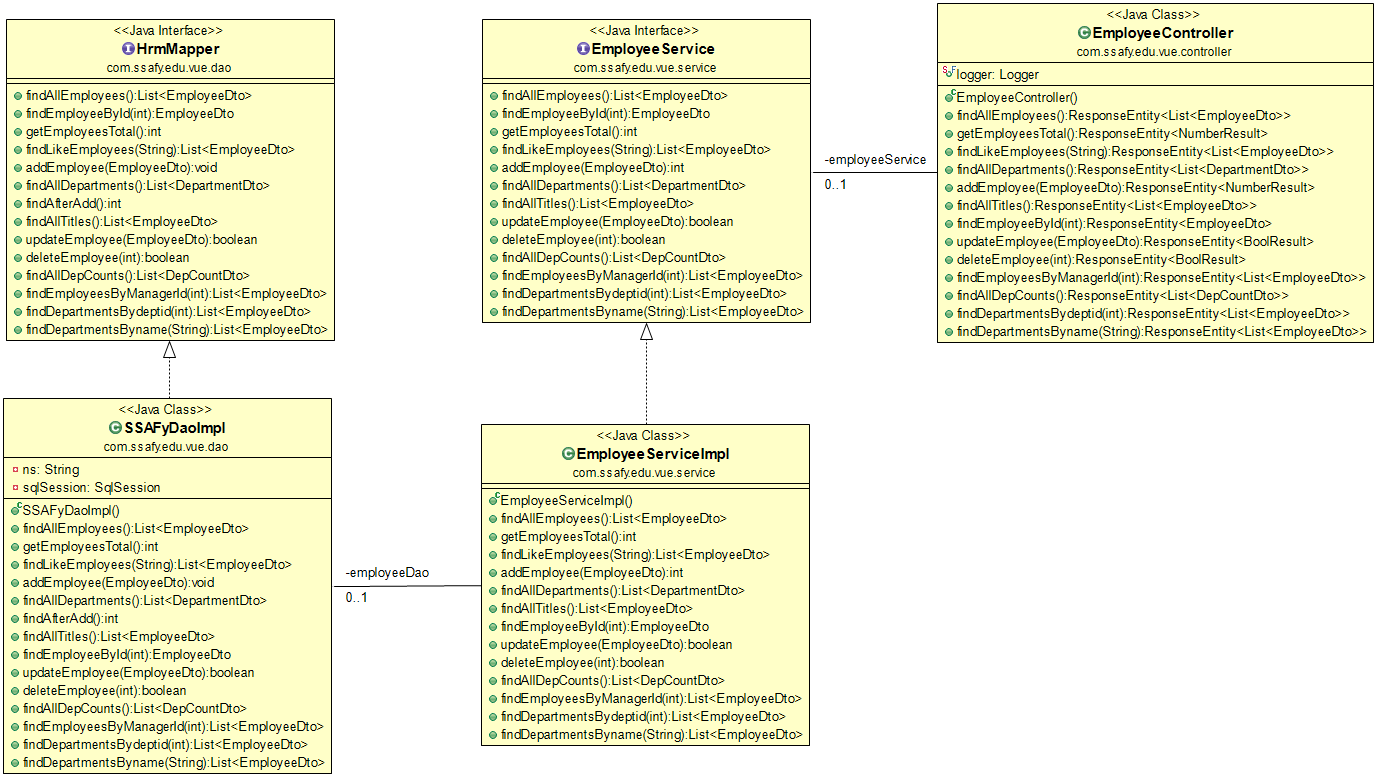 <<Java Interface>>
HrmMapper
com.ssafy.edu.vue.dao
findAllEmployees():List<EmployeeDto>
findEmployeeById(int):EmployeeDto
getEmployeesTotal():int
findLikeEmployees(String):List<EmployeeDto>
addEmployee(EmployeeDto):void
findAllDepartments():List<DepartmentDto>
findAfterAdd():int
findAllTitles():List<EmployeeDto>
updateEmployee(EmployeeDto):boolean
deleteEmployee(int):boolean
findAllDepCounts():List<DepCountDto>
findEmployeesByManagerId(int):List<EmployeeDto>
findDepartmentsBydeptid(int):List<EmployeeDto>
findDepartmentsByname(String):List<EmployeeDto>
<<Java Interface>>
EmployeeService
com.ssafy.edu.vue.service
findAllEmployees():List<EmployeeDto>
findEmployeeById(int):EmployeeDto
getEmployeesTotal():int
findLikeEmployees(String):List<EmployeeDto>
addEmployee(EmployeeDto):int
findAllDepartments():List<DepartmentDto>
findAllTitles():List<EmployeeDto>
updateEmployee(EmployeeDto):boolean
deleteEmployee(int):boolean
findAllDepCounts():List<DepCountDto>
findEmployeesByManagerId(int):List<EmployeeDto>
findDepartmentsBydeptid(int):List<EmployeeDto>
findDepartmentsByname(String):List<EmployeeDto>
-employeeService
0..1
<<Java Class>>
EmployeeController
com.ssafy.edu.vue.controller
logger: Logger
EmployeeController()
findAllEmployees():ResponseEntity<List<EmployeeDto>>
getEmployeesTotal():ResponseEntity<NumberResult>
findLikeEmployees(String):ResponseEntity<List<EmployeeDto>>
findAllDepartments():ResponseEntity<List<DepartmentDto>>
addEmployee(EmployeeDto):ResponseEntity<NumberResult>
findAllTitles():ResponseEntity<List<EmployeeDto>>
findEmployeeById(int):ResponseEntity<EmployeeDto>
updateEmployee(EmployeeDto):ResponseEntity<BoolResult>
deleteEmployee(int):ResponseEntity<BoolResult>
findEmployeesByManagerId(int):ResponseEntity<List<EmployeeDto>>
findAllDepCounts():ResponseEntity<List<DepCountDto>>
findDepartmentsBydeptid(int):ResponseEntity<List<EmployeeDto>>
findDepartmentsByname(String):ResponseEntity<List<EmployeeDto>>
<<Java Class>>
SSAFyDaoImpl
com.ssafy.edu.vue.dao
ns: String
sqlSession: SqlSession
SSAFyDaoImpl()
findAllEmployees():List<EmployeeDto>
getEmployeesTotal():int
findLikeEmployees(String):List<EmployeeDto>
addEmployee(EmployeeDto):void
findAllDepartments():List<DepartmentDto>
findAfterAdd():int
findAllTitles():List<EmployeeDto>
findEmployeeById(int):EmployeeDto
updateEmployee(EmployeeDto):boolean
deleteEmployee(int):boolean
findAllDepCounts():List<DepCountDto>
findEmployeesByManagerId(int):List<EmployeeDto>
findDepartmentsBydeptid(int):List<EmployeeDto>
findDepartmentsByname(String):List<EmployeeDto>
-employeeDao
0..1
<<Java Class>>
EmployeeServiceImpl
com.ssafy.edu.vue.service
EmployeeServiceImpl()
findAllEmployees():List<EmployeeDto>
getEmployeesTotal():int
findLikeEmployees(String):List<EmployeeDto>
addEmployee(EmployeeDto):int
findAllDepartments():List<DepartmentDto>
findAllTitles():List<EmployeeDto>
findEmployeeById(int):EmployeeDto
updateEmployee(EmployeeDto):boolean
deleteEmployee(int):boolean
findAllDepCounts():List<DepCountDto>
findEmployeesByManagerId(int):List<EmployeeDto>
findDepartmentsBydeptid(int):List<EmployeeDto>
findDepartmentsByname(String):List<EmployeeDto>